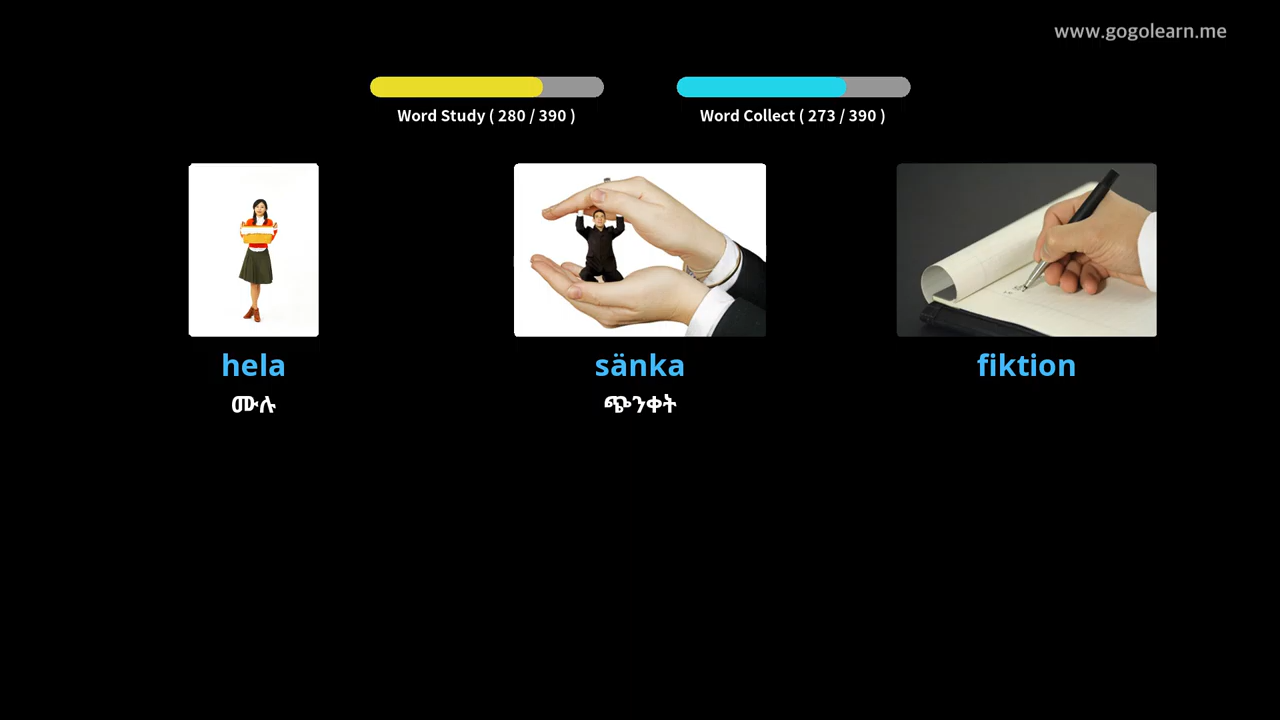 www.gogolearn.me
Word Study ( 280 / 390 )
Word Collect ( 273 / 390 )
hela
sänka
fiktion
ሙሉ
ጭንቀት